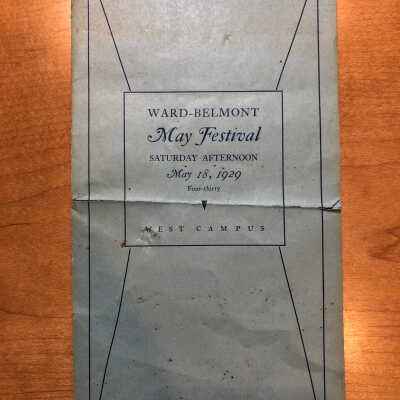 WARD-BELMONT
May Festival
SATURDAY AFTERNOON
May 18, 1929
Four-thirty
WEST CAMPUS